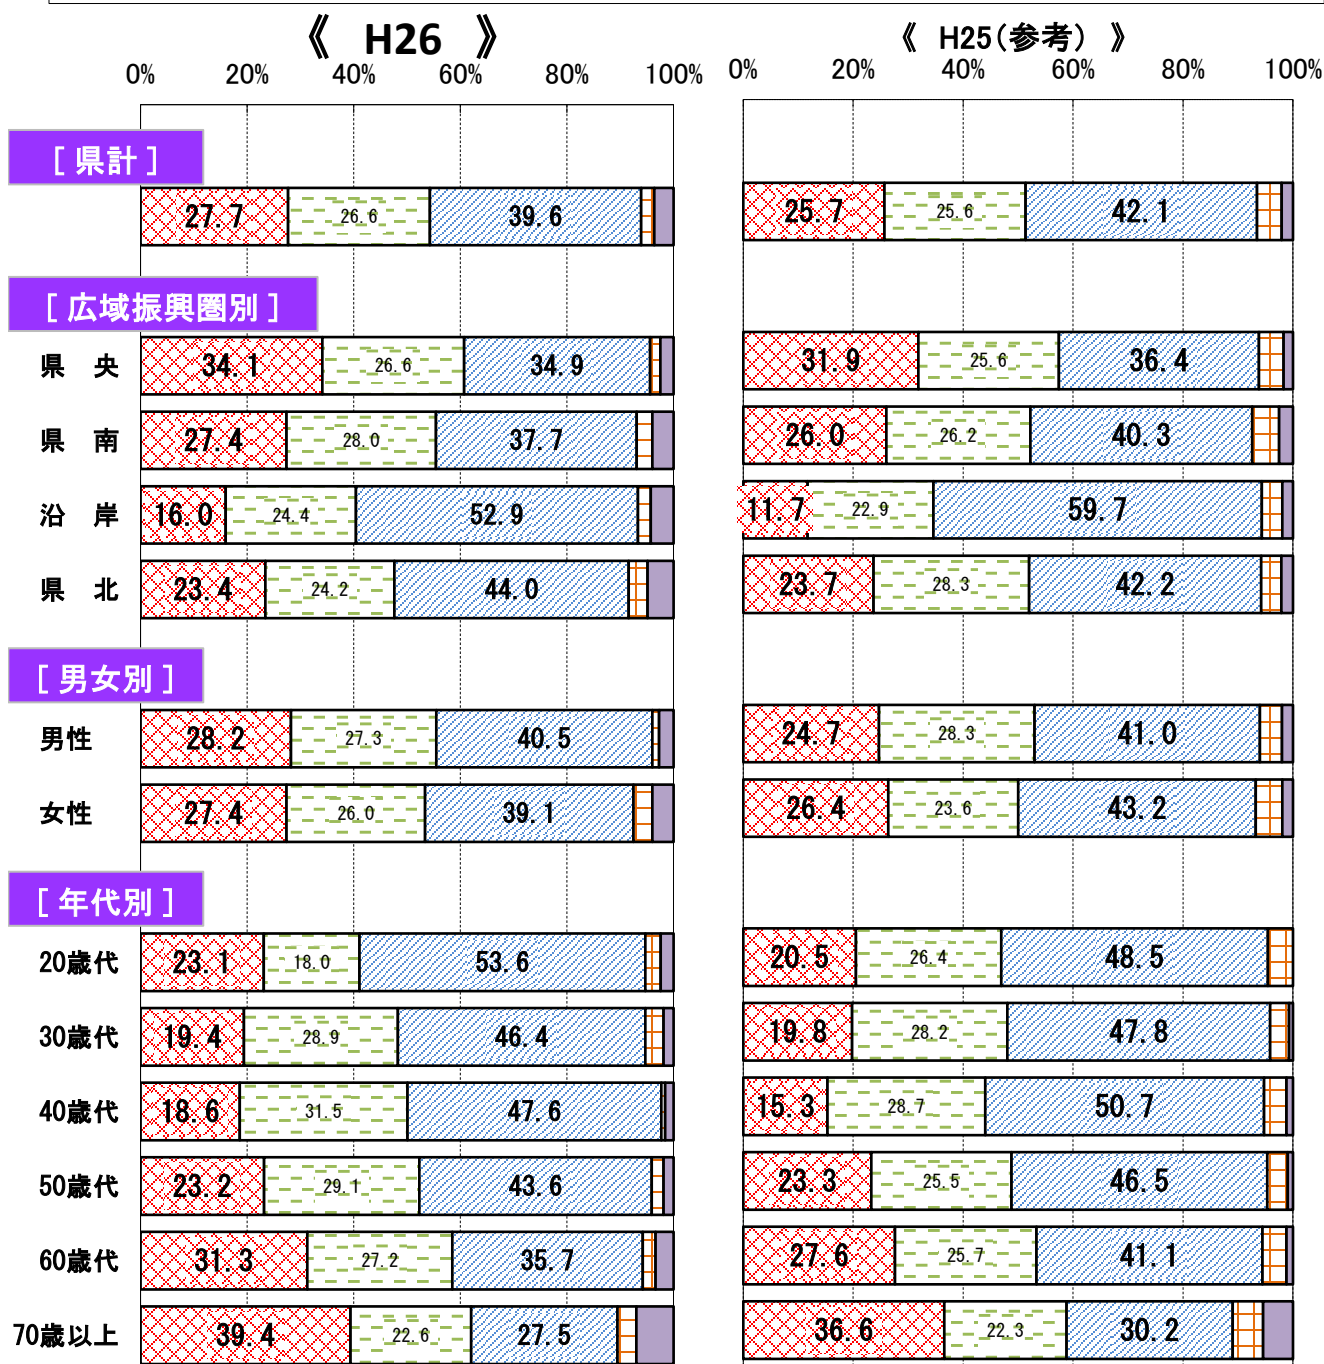 《 H26 》 《 H25(参考) 》
0% 20% 40% 60% 80% 100% 0% 20% 40% 60% 80% 100%
[ 県計 ]
27.7 26.6 39.6 25.7 25.6 42.1
[ 広域振興圏別 ]
県 央 34.1 26.6 34.9 31.9 25.6 36.4
県 南 27.4 28.0 37.7 26.0 26.2 40.3
沿 岸 16.0 24.4 52.9 11.7 22.9 59.7
県 北 23.4 24.2 44.0 23.7 28.3 42.2
[ 男女別 ]
男性 28.2 27.3 40.5 24.7 28.3 41.0
女性 27.4 26.0 39.1 26.4 23.6 43.2
[ 年代別 ]
20歳代 23.1 18.0 53.6 20.5 26.4 48.5
30歳代 19.4 28.9 46.4 19.8 28.2 47.8
40歳代 18.6 31.5 47.6 15.3 28.7 50.7
50歳代 23.2 29.1 43.6 23.3 25.5 46.5
60歳代 31.3 27.2 35.7 27.6 25.7 41.1
70歳以上 39.4 22.6 27.5 36.6 22.3 30.2